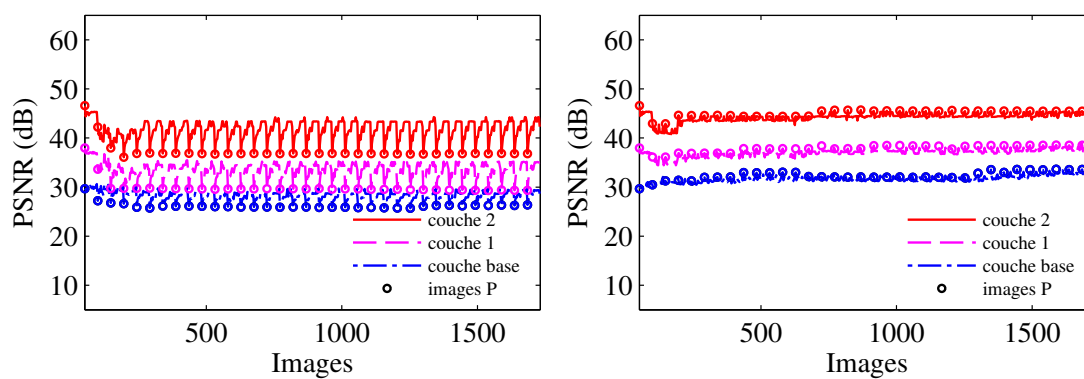 60
50
40
30
20
10
PSNR (dB)
500
1000
1500
Images
couche 2
couche 1
couche base
images P
60
50
40
30
20
10
PSNR (dB)
500
1000
1500
Images
couche 2
couche 1
couche base
images P